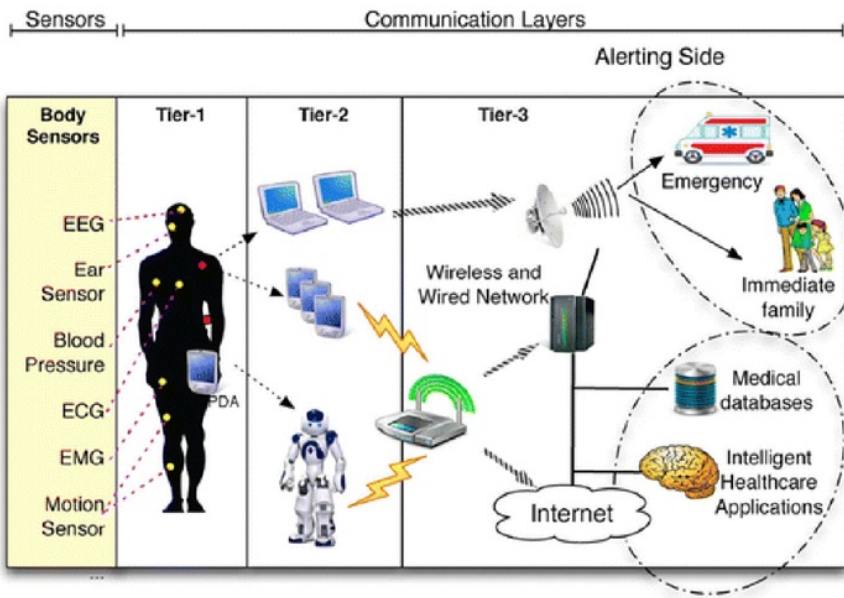 Sensors
Communication Layers
Alerting Side
Body
Sensors
Tier-1
Tier-2
Tier-3
EEG
Ear
Sensor
Blood
Pressure
ECG
EMG
Motion
Sensor
...
PDA
Wireless and
Wired Network
Emergency
Immediate
family
Medical
databases
Intelligent
Healthcare
Applications
Internet